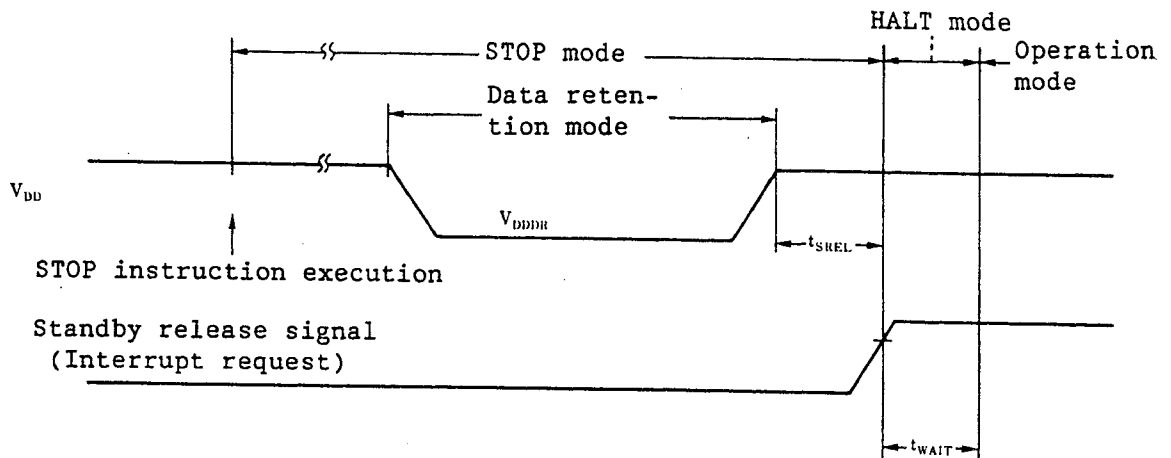 HALT mode
STOP mode
Operation
mode
Data reten-
tion mode
VDD
VDDDR
tSREL
STOP instruction execution
Standby release signal
(Interrupt request)
tWAIT